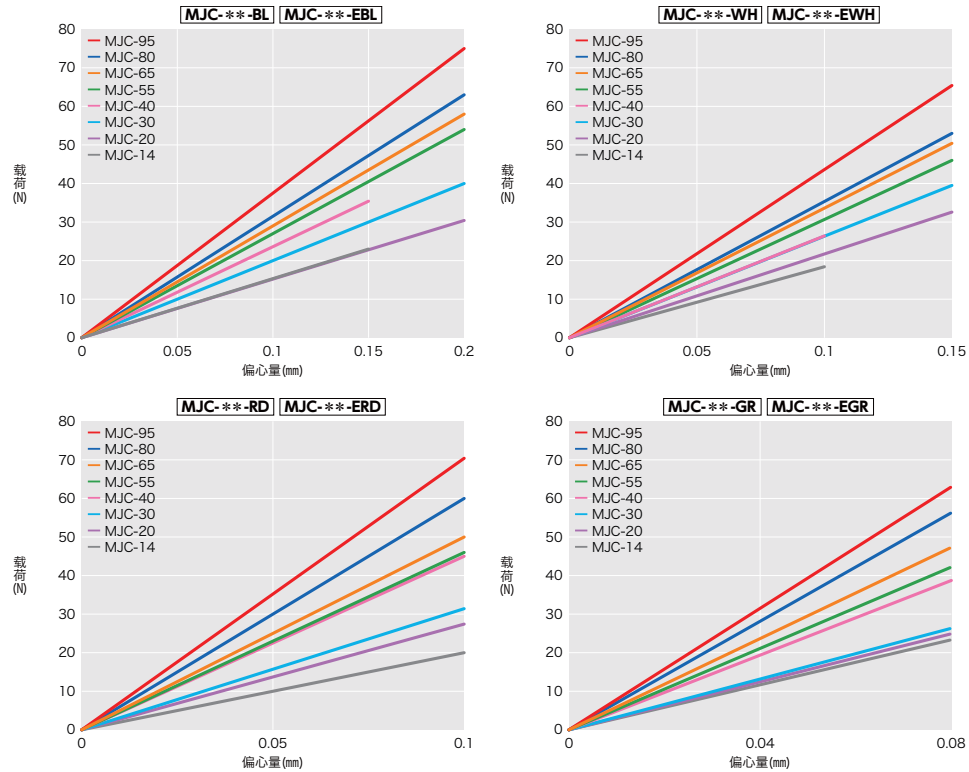 MJC-**-BL MJC-**-EBL
80
70
60
50
40
30
20
10
0
载荷(N)
MJC-95
MJC-80
MJC-65
MJC-55
MJC-40
MJC-30
MJC-20
MJC-14
0 0.05 0.1 0.15 0.2
偏心量(mm)
MJC-**-WH MJC-**-EWH
80
70
60
50
40
30
20
10
0
载荷(N)
MJC-95
MJC-80
MJC-65
MJC-55
MJC-40
MJC-30
MJC-20
MJC-14
0 0.1 0.15
偏心量(mm)
MJC-**-RD MJC-**-ERD
80
70
60
50
40
30
20
10
0
载荷(N)
MJC-95
MJC-80
MJC-65
MJC-55
MJC-40
MJC-30
MJC-20
MJC-14
0 0.05 0.1
偏心量(mm)
MJC-**-GR MJC-**-EGR
80
70
60
50
40
30
20
10
0
载荷(N)
MJC-95
MJC-80
MJC-65
MJC-55
MJC-40
MJC-30
MJC-20
MJC-14
0 0.04 0.08
偏心量(mm)